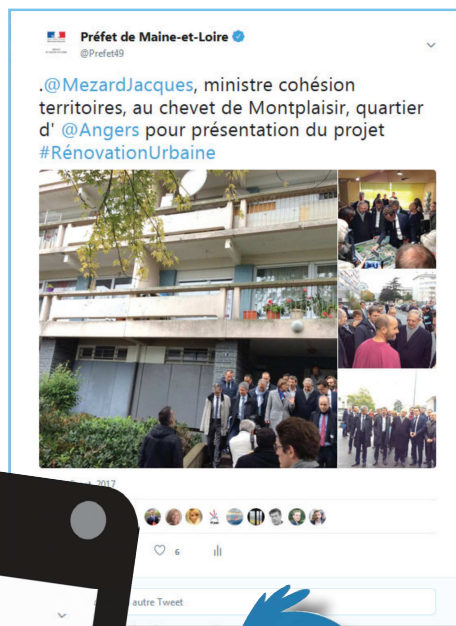 Préfet de Maine-et-Loire
@Prefet49
.@MezardJacques, ministre cohésion
territoires, au chevet de Montplaisir, quartier
d' @Angers pour présentation du projet
#RénovationUrbaine
2017
6
autre Tweet